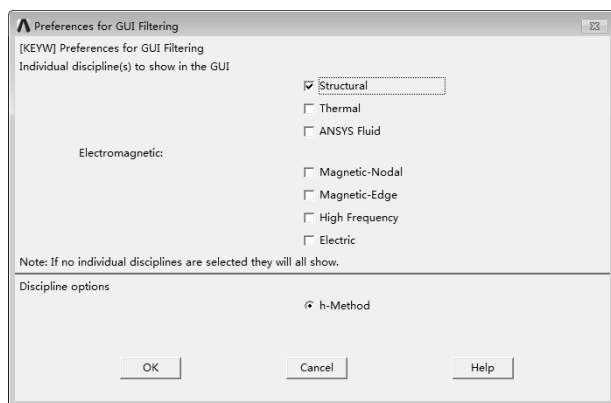 Preferences for GUI Filtering
[KEYW] Preferences for GUI Filtering
Individual discipline(s) to show in the GUI
Structural
Thermal
ANSYS Fluid
Electromagnetic:
Magnetic-Nodal
Magnetic-Edge
High Frequency
Electric
Note: If no individual disciplines are selected they will all show.
Discipline options
h-Method
OK Cancel Help